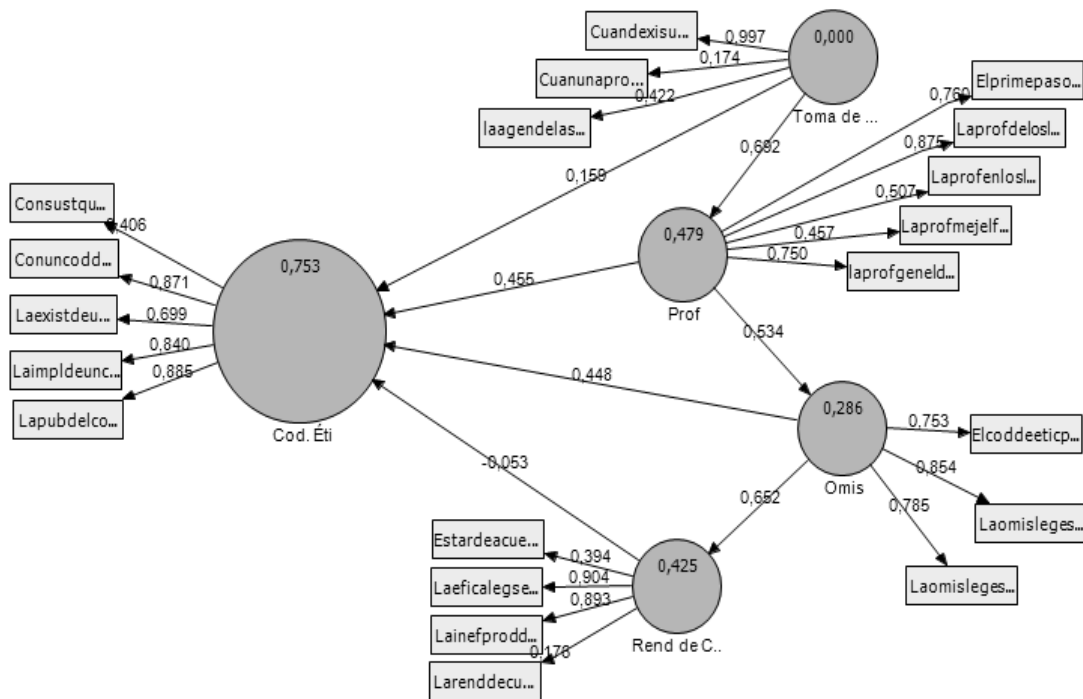 Cuandexisu...
0,997
0,000
Cuanunapro...
0,174
Iaagendelas...
0,422
Toma de ...
Elprimepaso...
0,760
Laprofdelosl...
0,875
0,692
Laprofenlosl...
0,507
0,159
Consustqu...
0,406
Laprofmejelf...
0,457
0,479
Conuncodd...
0,871
0,753
laprofgeneld...
0,750
0,455
Prof
Laexistdeu...
0,699
0,534
Laimpldeunc...
0,840
0,448
Lapubdelco...
0,885
0,286
Elcoddeeticp...
0,753
Cod. Éti
-0,053
0,854
Omis
0,652
0,785
Laomisleges...
Estardeacue...
0,394
0,425
Laomisleges...
Laeficalegse...
0,904
Lainefprodd...
0,893
Rend de C..
Larenddecu...
0,178